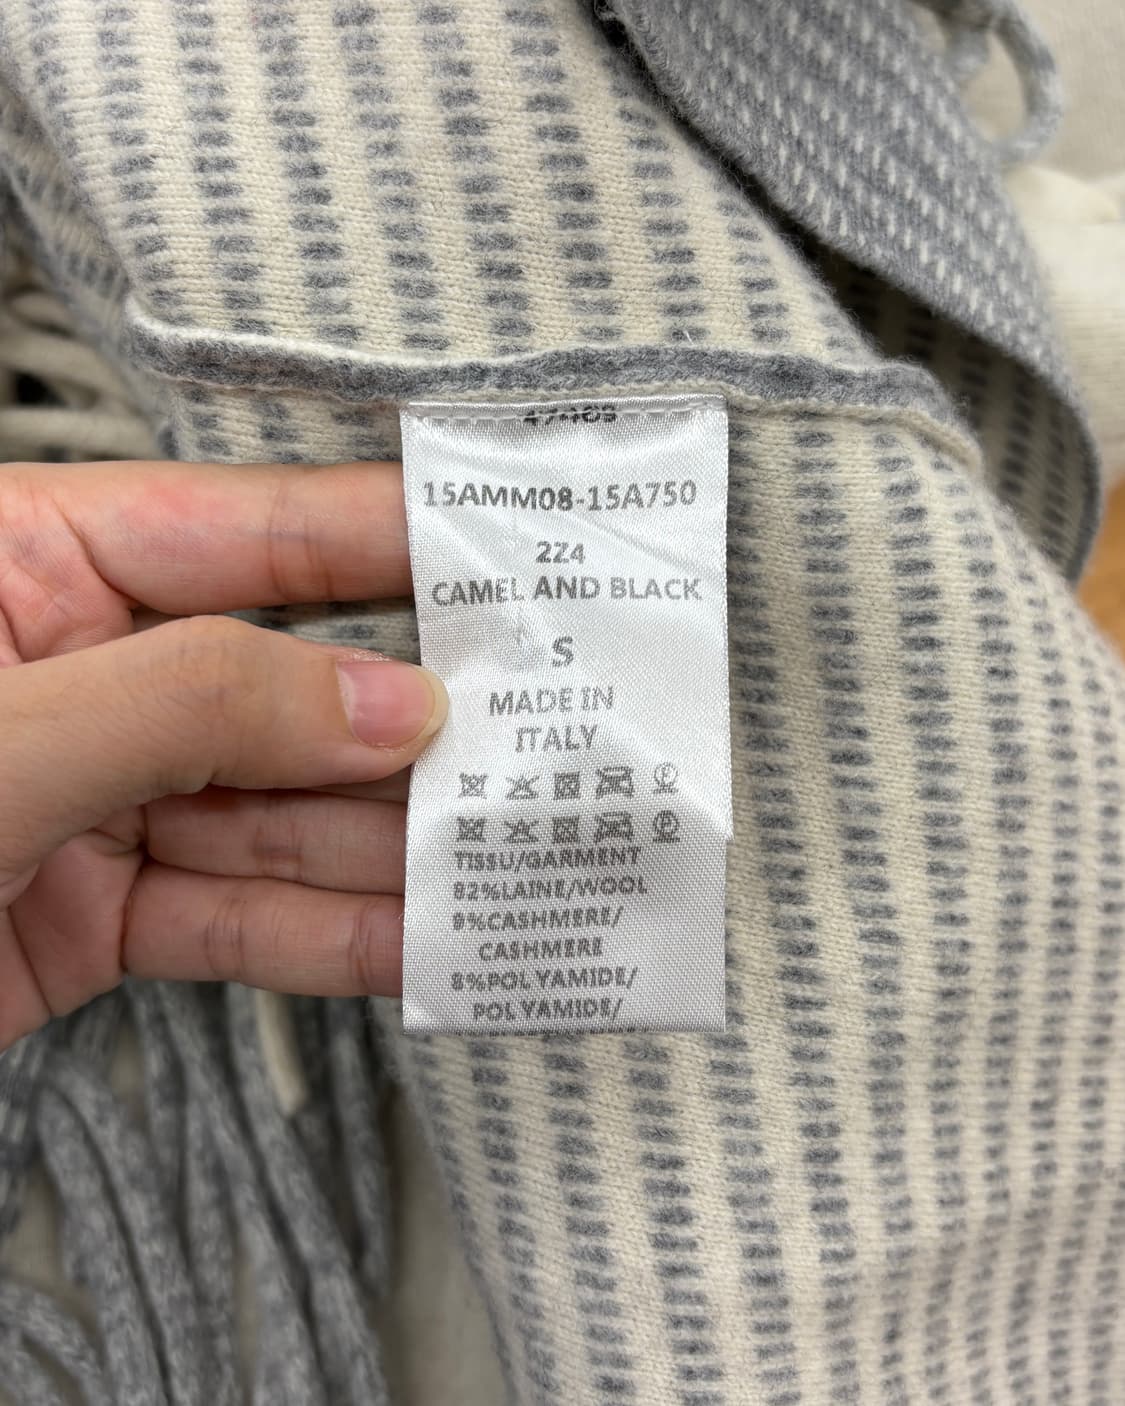 15AMM08-15A750
2Z4
CAMEL AND BLACK
S
MADE IN
ITALY
TISSU/GARMENT
82%LAINE/WOOL
9%CASHMERE/
CASHMERE
8%POLYAMIDE/
POLYAMIDE/